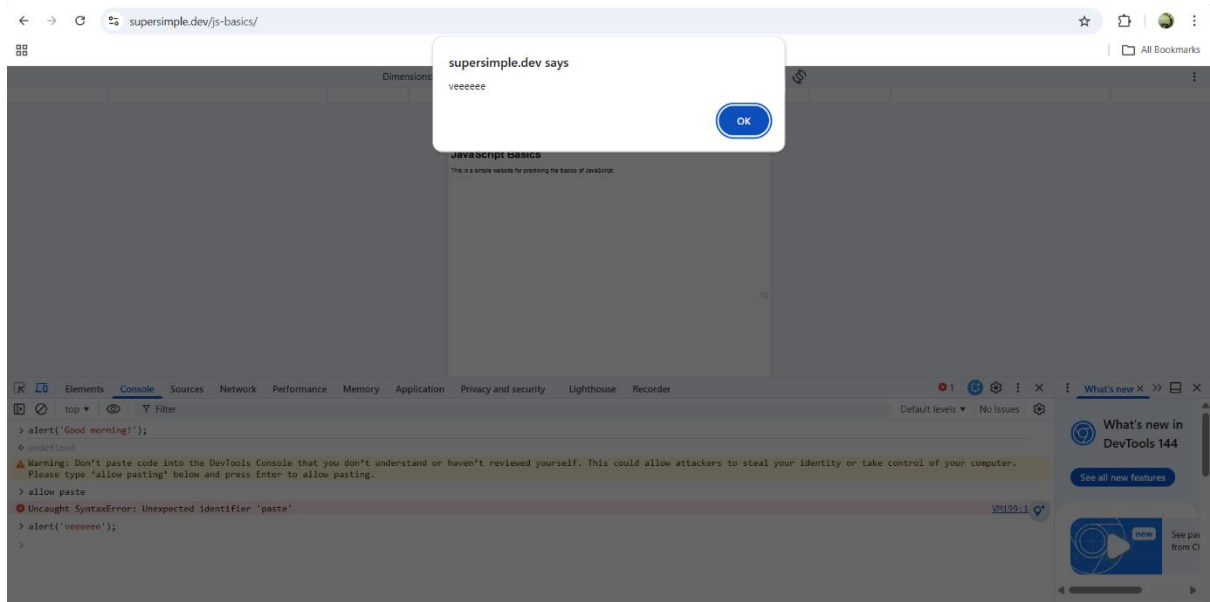 supersimple.dev/js-basics/
All Bookmarks
supersimple.dev says
veeeeee
OK
Dimensions:
JavaScript Basics
This is a simple website for practicing the basics of JavaScript.
Elements Console Sources Network Performance Memory Application Privacy and security Lighthouse Recorder
1
What's new
top Filter
Default levels No Issues
> alert('Good morning!');
undefined
Warning: Don't paste code into the DevTools Console that you don't understand or haven't reviewed yourself. This could allow attackers to steal your identity or take control of your computer.
Please type 'allow pasting' below and press Enter to allow pasting.
> allow paste
Uncaught SyntaxError: Unexpected identifier 'paste'
VM199:1
> alert('veeeeee');
>
What's new in
DevTools 144
See all new features
new
See pas
from Cl